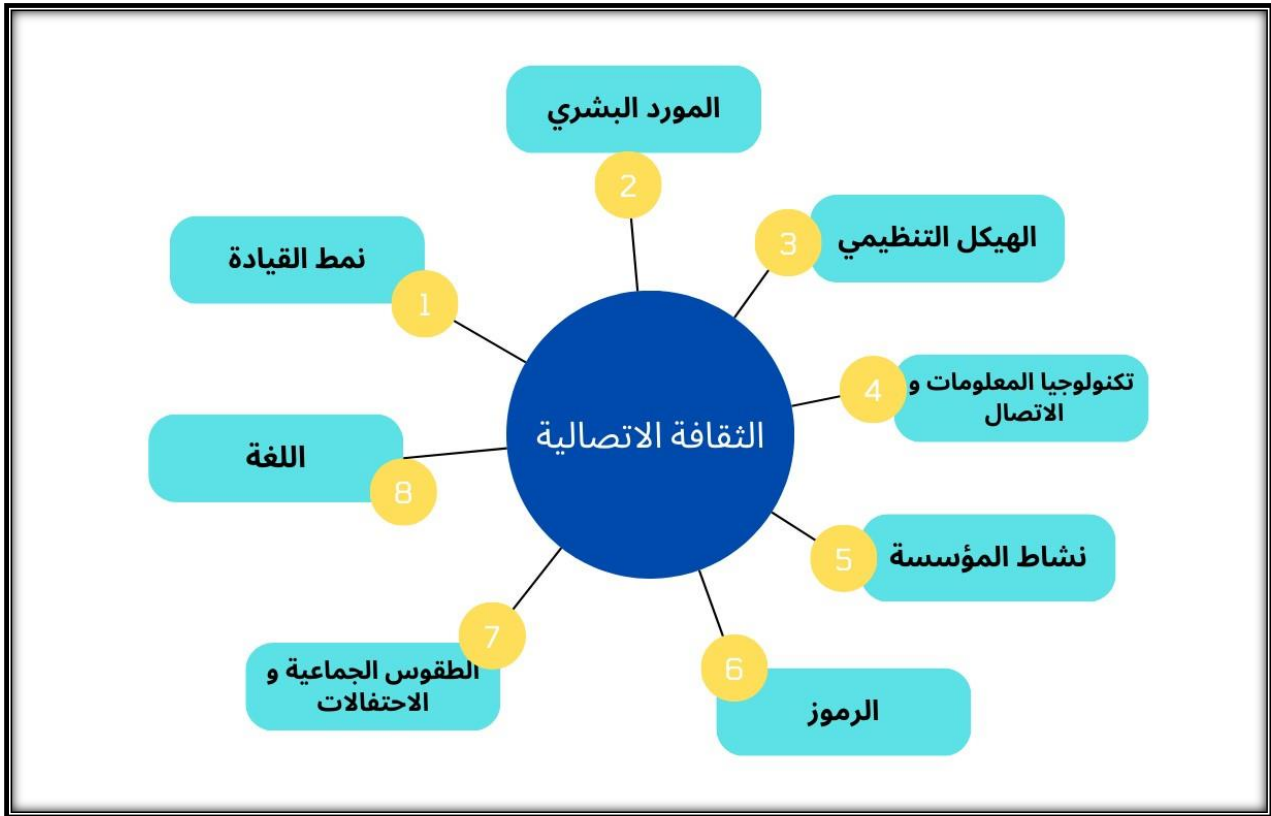 الثقافة الاتصالية
1
نمط القيادة
2
المورد البشري
3
الهيكل التنظيمي
4
تكنولوجيا المعلومات و
الاتصال
5
نشاط المؤسسة
6
الرموز
7
الطقوس الجماعية و
الاحتفالات
8
اللغة